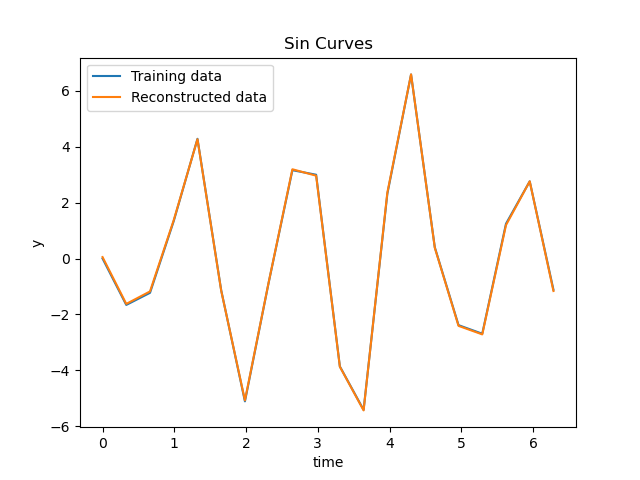 Sin Curves
Training data
Reconstructed data
6
4
2
0
−2
−4
−6
y
0 1 2 3 4 5 6
time